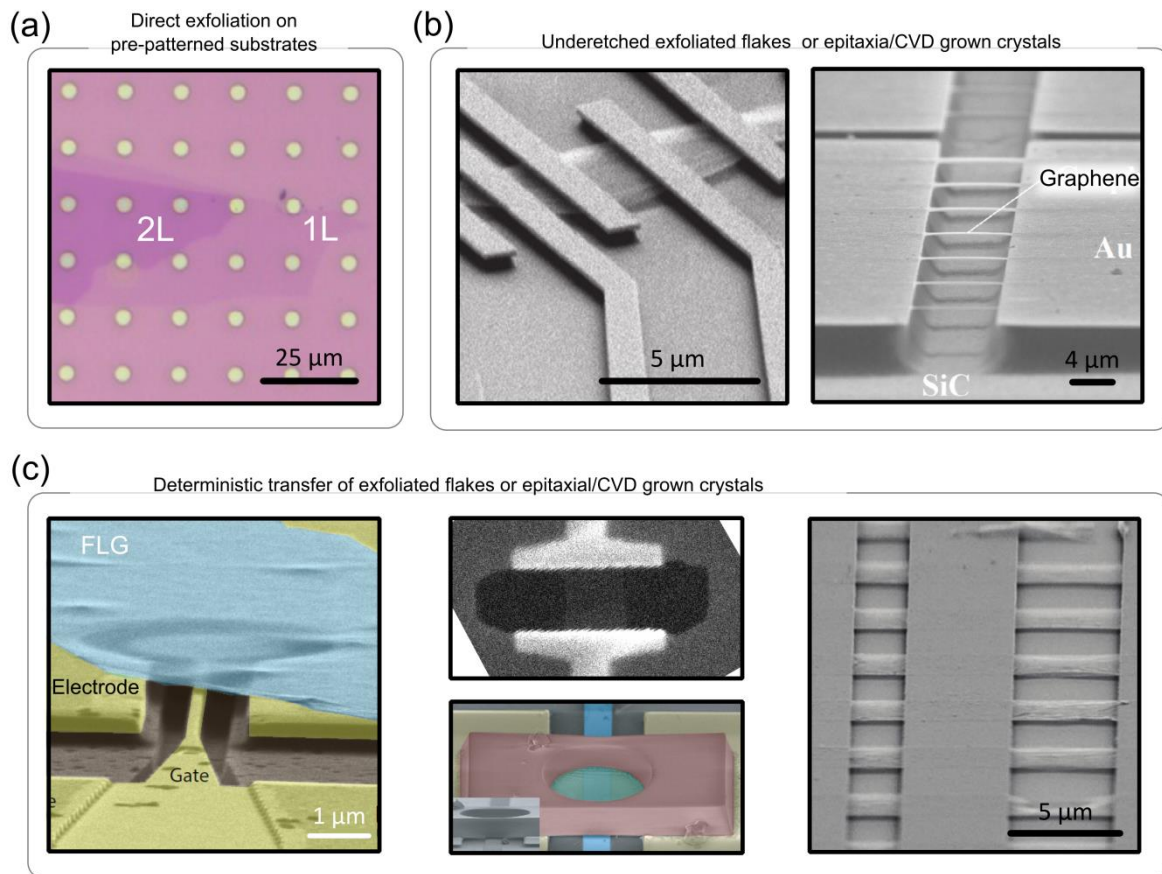 (a)
Direct exfoliation on
pre-patterned substrates
2L
1L
25 µm
(b)
Underetched exfoliated flakes or epitaxia/CVD grown crystals
5 µm
Graphene
Au
SiC
4 µm
(c)
Deterministic transfer of exfoliated flakes or epitaxial/CVD grown crystals
FLG
Electrode
Gate
1 µm
5 µm